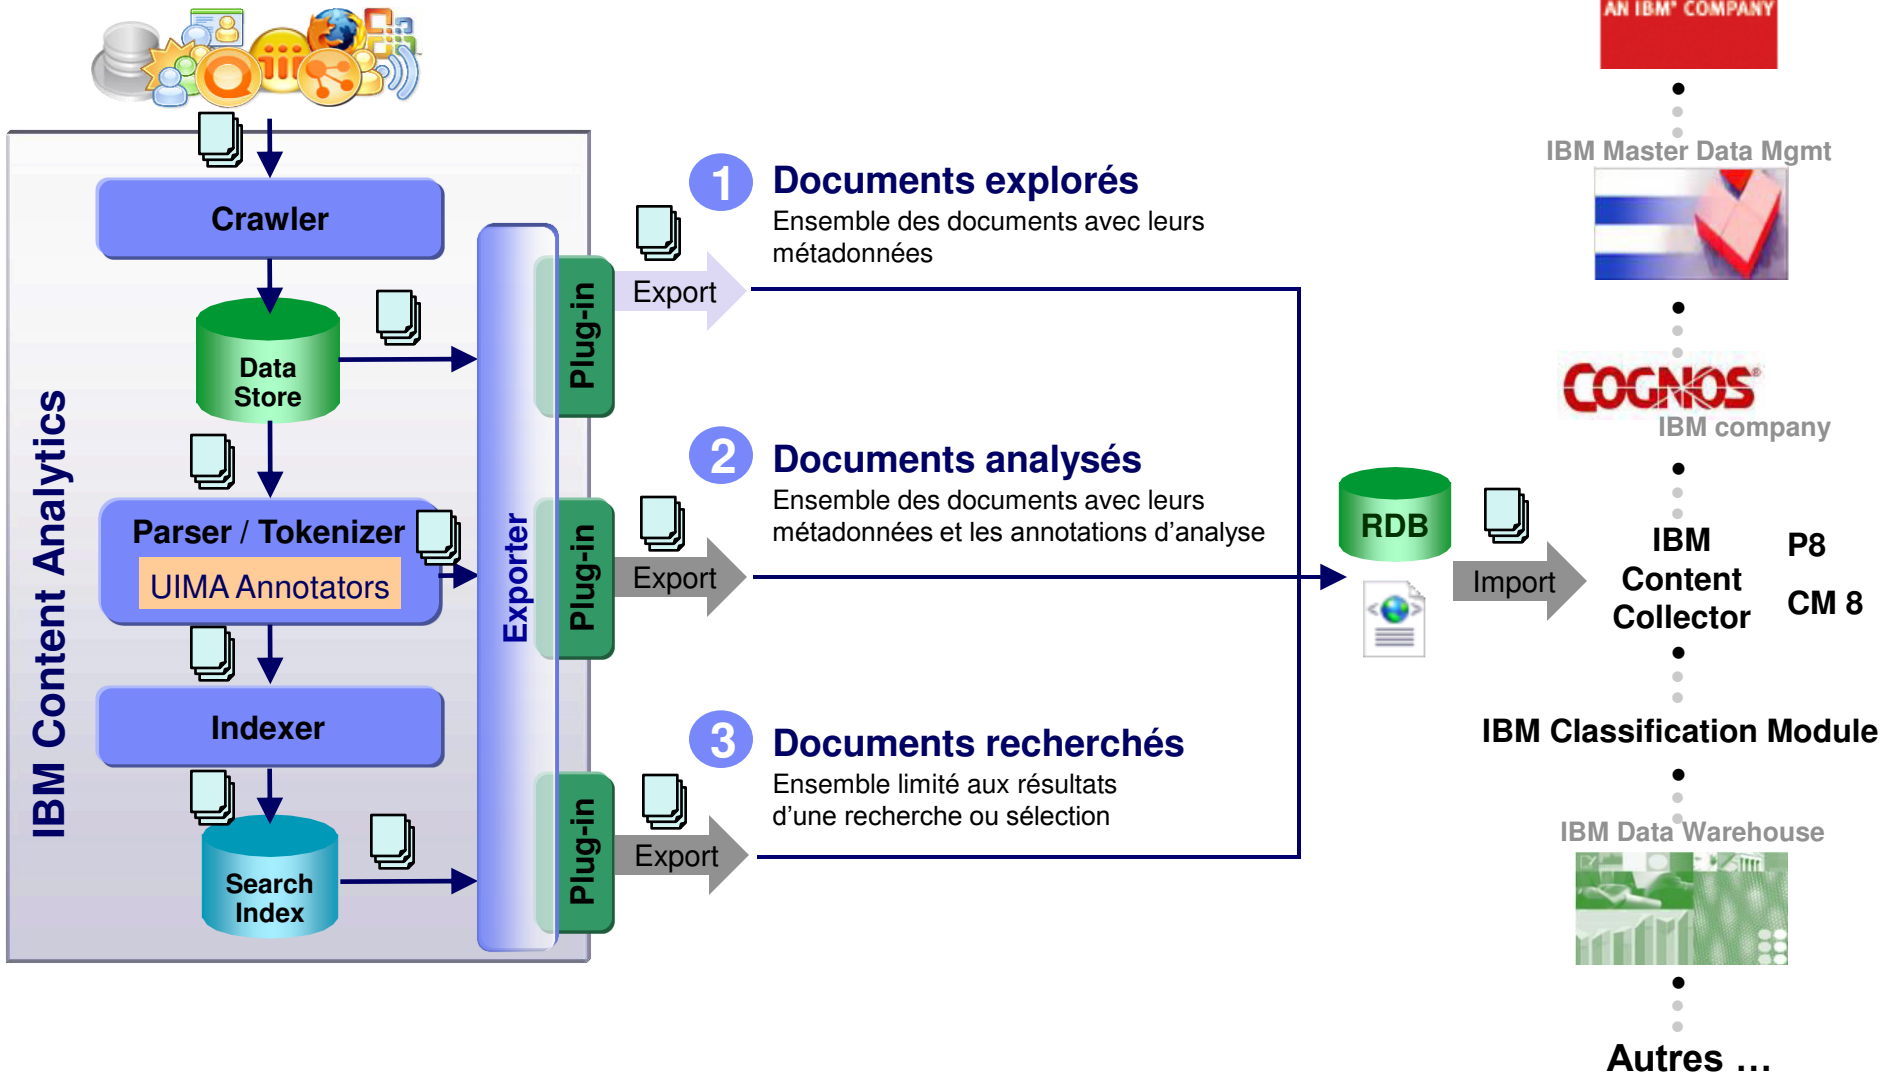 AN IBM® COMPANY
IBM Master Data Mgmt
COGNOS®
IBM company
IBM Content Analytics
Crawler
Data
Store
Parser / Tokenizer
UIMA Annotators
Indexer
Search
Index
Exporter
Plug-in
Export
1
Documents explorés
Ensemble des documents avec leurs
métadonnées
Plug-in
Export
2
Documents analysés
Ensemble des documents avec leurs
métadonnées et les annotations d’analyse
Plug-in
Export
3
Documents recherchés
Ensemble limité aux résultats
d’une recherche ou sélection
RDB
Import
IBM
Content
Collector
P8
CM 8
IBM Classification Module
IBM Data Warehouse
Autres …